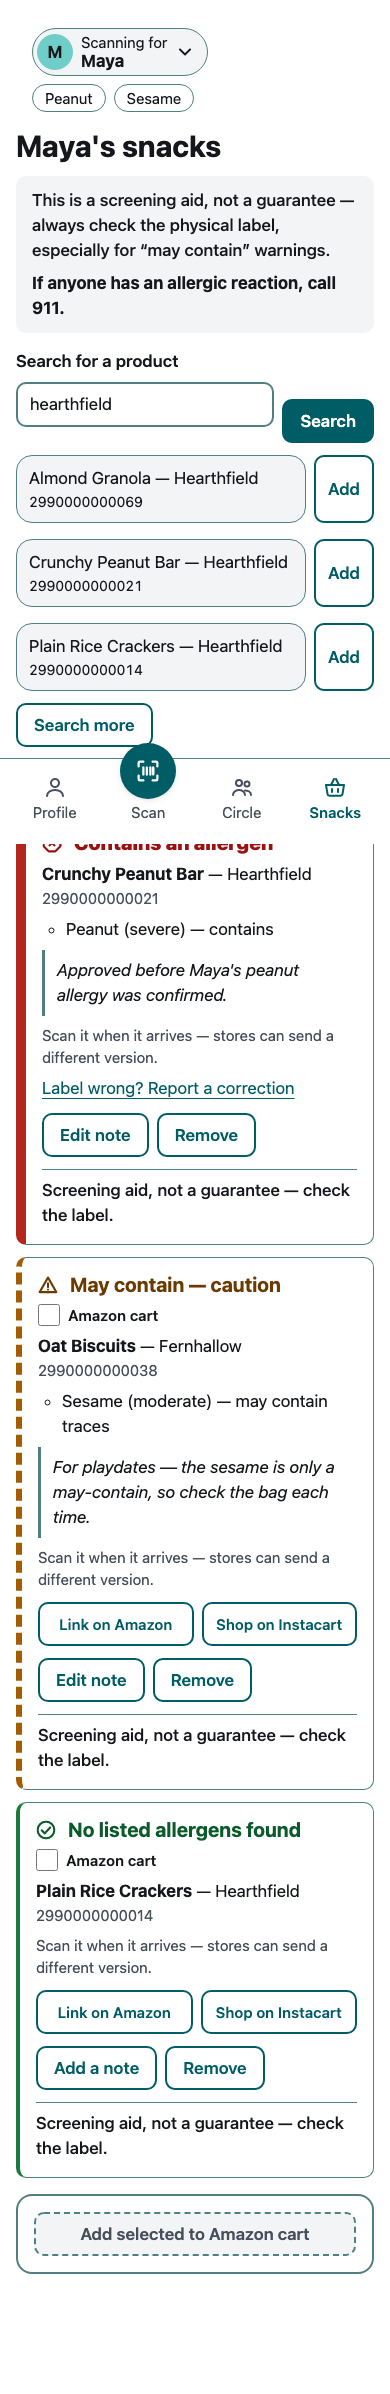 M
Scanning for
Maya
Peanut
Sesame
Maya's snacks
This is a screening aid, not a guarantee —
always check the physical label,
especially for “may contain” warnings.
If anyone has an allergic reaction, call
911.
Search for a product
hearthfield
Search
Almond Granola — Hearthfield
2990000000069
Add
Crunchy Peanut Bar — Hearthfield
2990000000021
Add
Plain Rice Crackers — Hearthfield
2990000000014
Add
Search more
Profile
Scan
Circle
Snacks
Contains an allergen
Crunchy Peanut Bar — Hearthfield
2990000000021
Peanut (severe) — contains
Approved before Maya's peanut
allergy was confirmed.
Scan it when it arrives — stores can send a
different version.
Label wrong? Report a correction
Edit note
Remove
Screening aid, not a guarantee — check
the label.
May contain — caution
Amazon cart
Oat Biscuits — Fernhallow
2990000000038
Sesame (moderate) — may contain
traces
For playdates — the sesame is only a
may-contain, so check the bag each
time.
Scan it when it arrives — stores can send a
different version.
Link on Amazon
Shop on Instacart
Edit note
Remove
Screening aid, not a guarantee — check
the label.
No listed allergens found
Amazon cart
Plain Rice Crackers — Hearthfield
2990000000014
Scan it when it arrives — stores can send a
different version.
Link on Amazon
Shop on Instacart
Add a note
Remove
Screening aid, not a guarantee — check
the label.
Add selected to Amazon cart